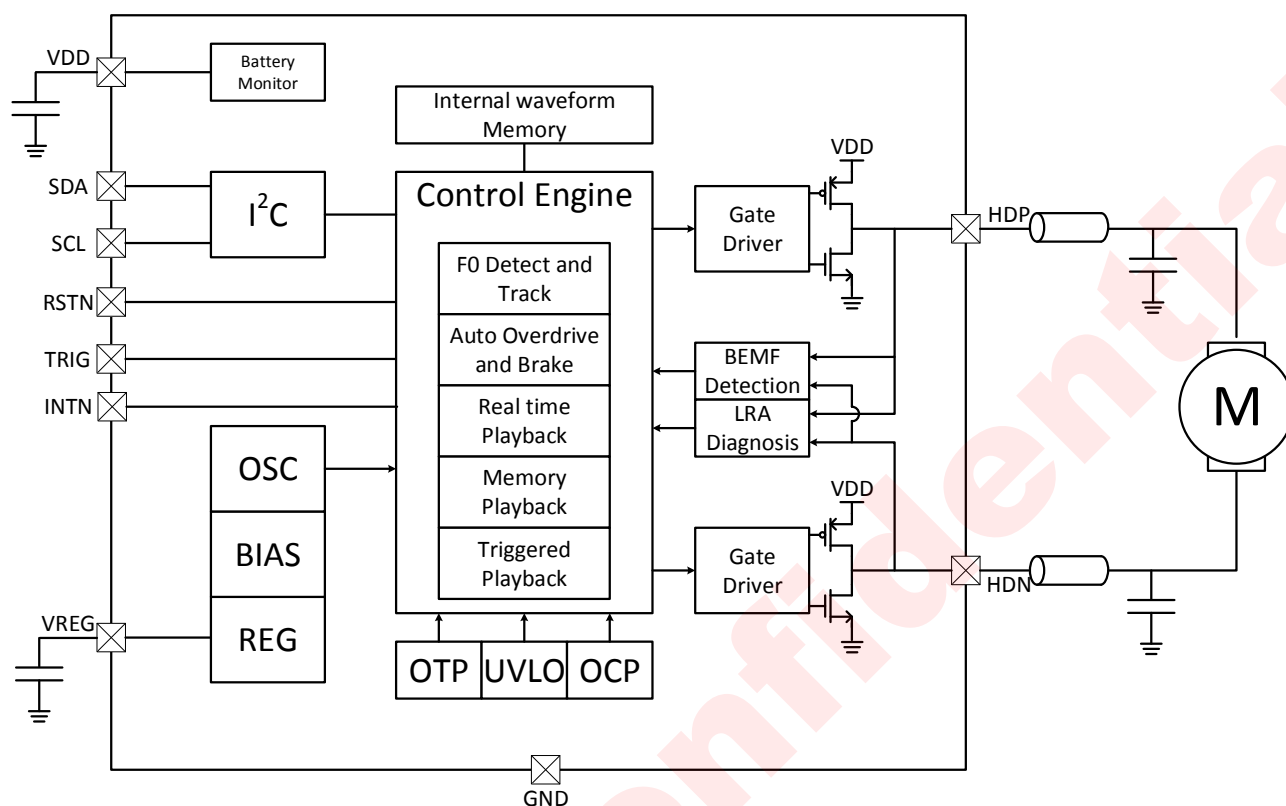 VDD
Battery
Monitor
Internal waveform
Memory
SDA
SCL
I²C
RSTN
TRIG
INTN
Control Engine
F0 Detect and
Track
Auto Overdrive
and Brake
Real time
Playback
Memory
Playback
Triggered
Playback
Gate
Driver
VDD
HDP
BEMF
Detection
LRA
Diagnosis
M
OSC
BIAS
REG
VREG
Gate
Driver
VDD
HDN
OTP
UVLO
OCP
GND
onfidential